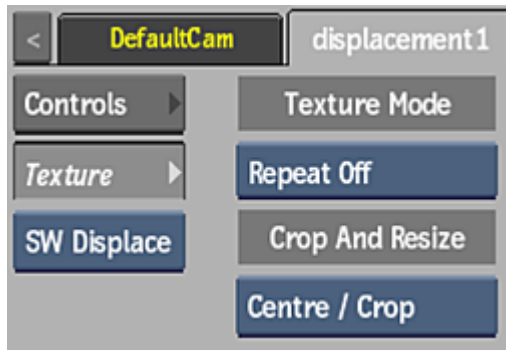 < DefaultCam displacement1
Controls Texture Mode
Texture Repeat Off
SW Displace Crop And Resize
Centre / Crop